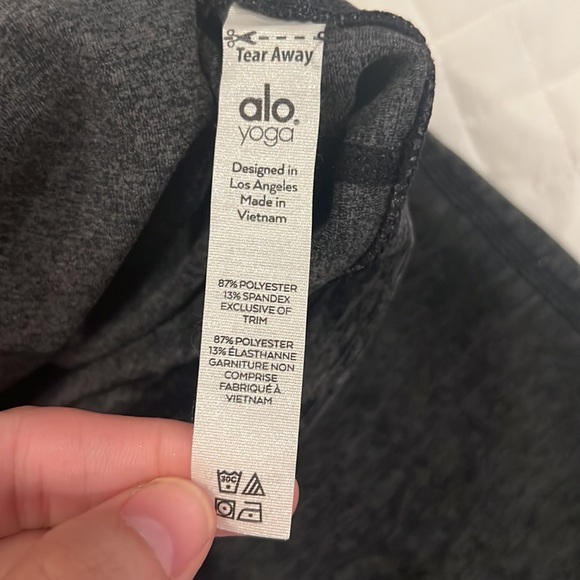 Tear Away
alo
yoga
Designed in
Los Angeles
Made in
Vietnam
87% POLYESTER
13% SPANDEX
EXCLUSIVE OF
TRIM
87% POLYESTER
13% ÉLASTHANNE
GARNITURE NON
COMPRISE
FABRIQUÉ À
VIETNAM
30C